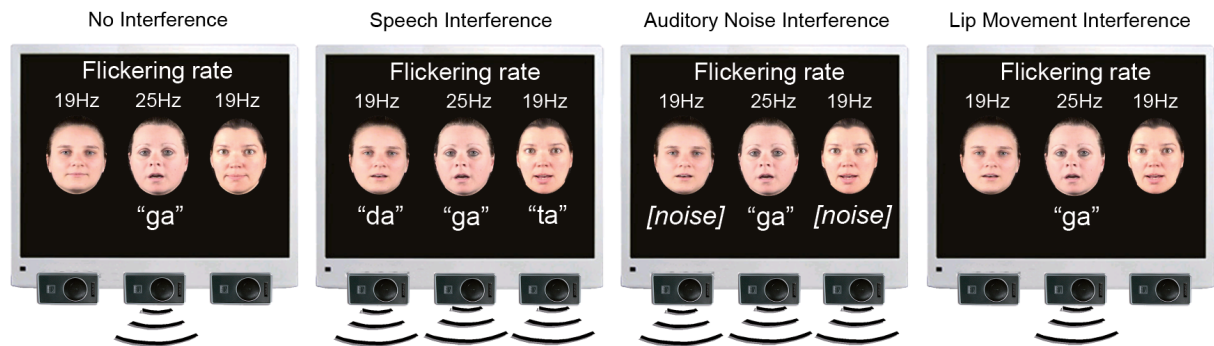 No Interference
Flickering rate
19Hz 25Hz 19Hz
“ga”
Speech Interference
Flickering rate
19Hz 25Hz 19Hz
“da” “ga” “ta”
Auditory Noise Interference
Flickering rate
19Hz 25Hz 19Hz
[noise] “ga” [noise]
Lip Movement Interference
Flickering rate
19Hz 25Hz 19Hz
“ga”